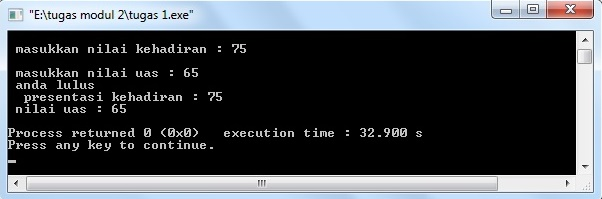 "E:\tugas modul 2\tugas 1.exe"
masukkan nilai kehadiran : 75
masukkan nilai uas : 65
anda lulus
presentasi kehadiran : 75
nilai uas : 65
Process returned 0 (0x0)   execution time : 32.900 s
Press any key to continue.